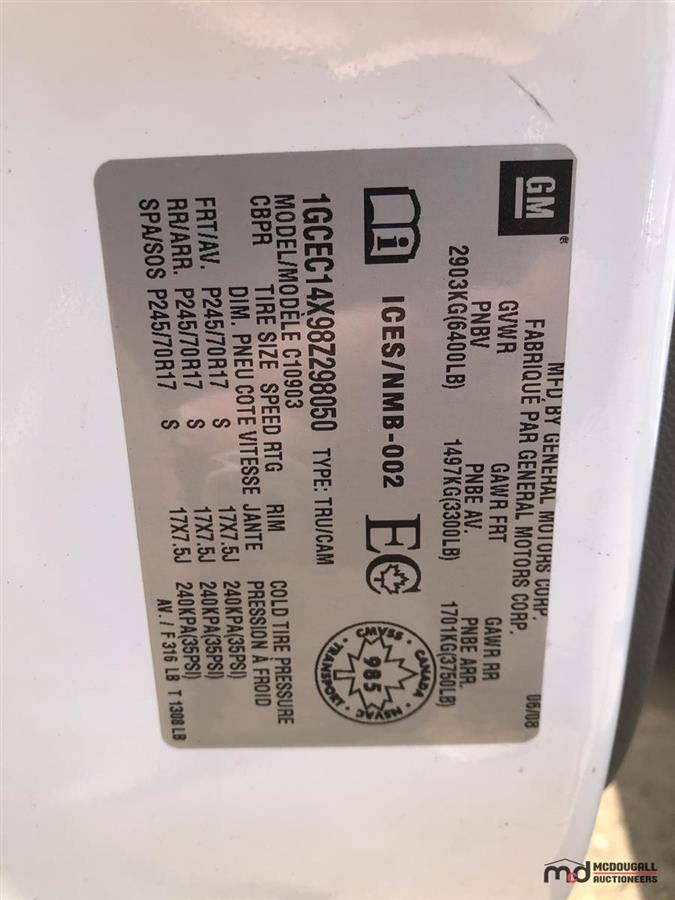 GM
MFD BY GENERAL MOTORS CORP.
FABRIQUÉ PAR GENERAL MOTORS CORP.
GVWR GAWR FRT GAWR RR 06/08
PNBV PNBE AV. PNBE ARR.
2903KG(6400LB) 1497KG(3300LB) 1701KG(3750LB)
i ICES/NMB-002 EC CMVSS · CANADA · NSVAC · TRANSPORT · 985
1GCEC14X98Z298050 TYPE: TRU/CAM
MODEL/MODÈLE C10903
CBPR TIRE SIZE SPEED RTG RIM COLD TIRE PRESSURE
DIM. PNEU COTE VITESSE JANTE PRESSION À FROID
FRT/AV. P245/70R17 S 17X7.5J 240KPA(35PSI)
RR/ARR. P245/70R17 S 17X7.5J 240KPA(35PSI)
SPA/SOS P245/70R17 S 17X7.5J 240KPA(35PSI)
AV. / F 316 LB T 1308 LB
md MCDOUGALL
AUCTIONEERS